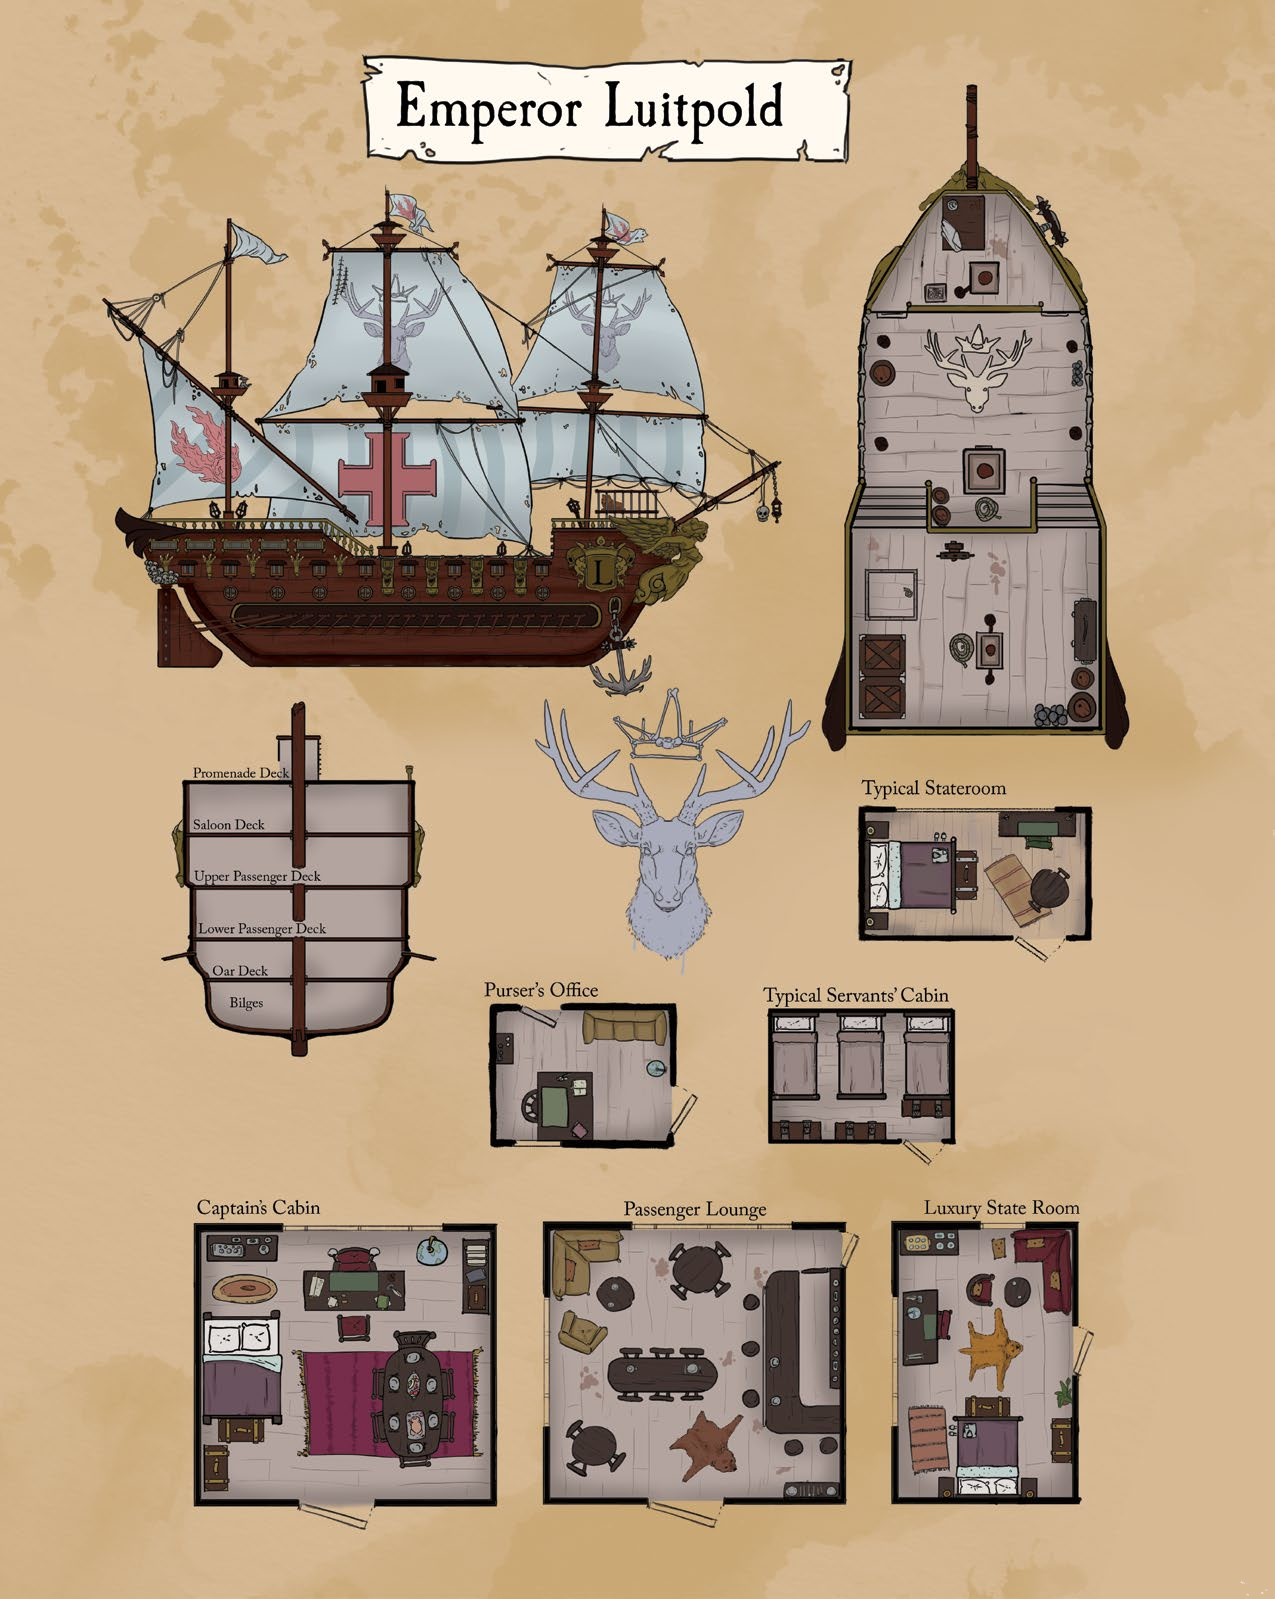 Emperor Luitpold
L
Promenade Deck
Saloon Deck
Upper Passenger Deck
Lower Passenger Deck
Oar Deck
Bilges
Typical Stateroom
Purser's Office
Typical Servants' Cabin
Captain's Cabin
Passenger Lounge
Luxury State Room